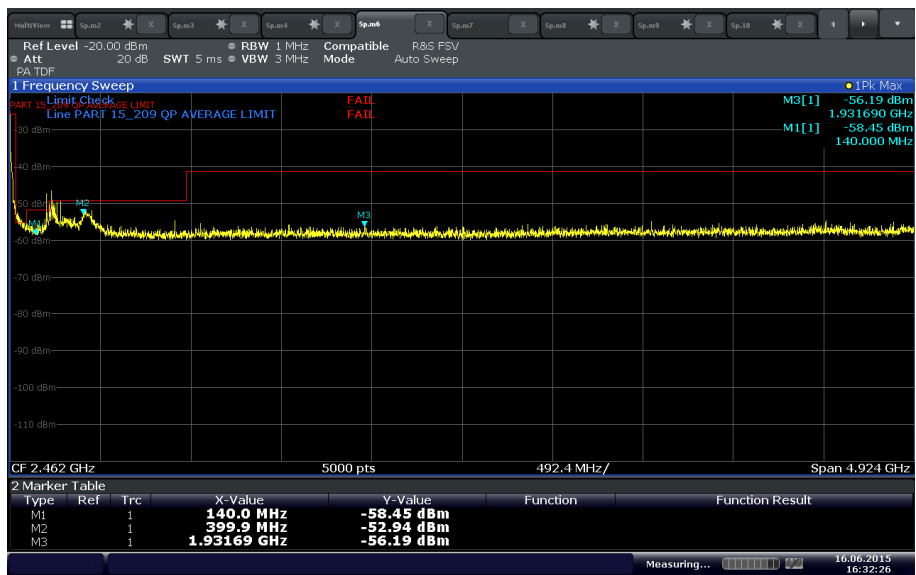 MultiView Sp.m2 X Sp.m3 X Sp.m4 X Sp.m6 X Sp.m7 X Sp.m8 X Sp.m9 X Sp.10 X
Ref Level -20.00 dBm RBW 1 MHz Compatible R&S FSV
Att 20 dB SWT 5 ms VBW 3 MHz Mode Auto Sweep
PA TDF
1 Frequency Sweep 1Pk Max
Limit Check FAIL M3[1] -56.19 dBm
PART 15_209 QP AVERAGE LIMIT
Line PART 15_209 QP AVERAGE LIMIT FAIL 1.931690 GHz
-30 dBm M1[1] -58.45 dBm
140.000 MHz
-40 dBm
-50 dBm
M2
M1
M3
-60 dBm
-70 dBm
-80 dBm
-90 dBm
-100 dBm
-110 dBm
CF 2.462 GHz 5000 pts 492.4 MHz/ Span 4.924 GHz
2 Marker Table
Type Ref Trc X-Value Y-Value Function Function Result
M1 1 140.0 MHz -58.45 dBm
M2 1 399.9 MHz -52.94 dBm
M3 1 1.93169 GHz -56.19 dBm
Measuring... 16.06.2015
16:32:26